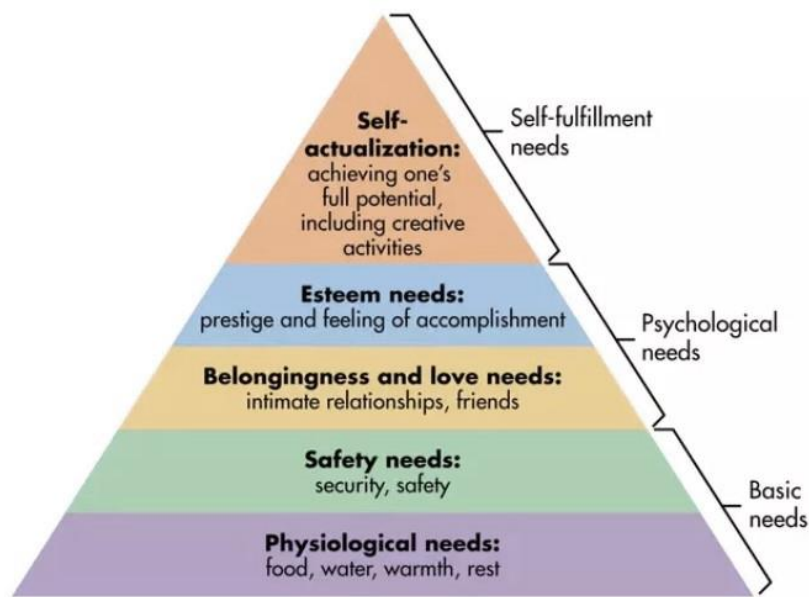 Self-
actualization:
achieving one's
full potential,
including creative
activities
Self-fulfillment
needs
Esteem needs:
prestige and feeling of accomplishment
Psychological
needs
Belongingness and love needs:
intimate relationships, friends
Safety needs:
security, safety
Basic
needs
Physiological needs:
food, water, warmth, rest